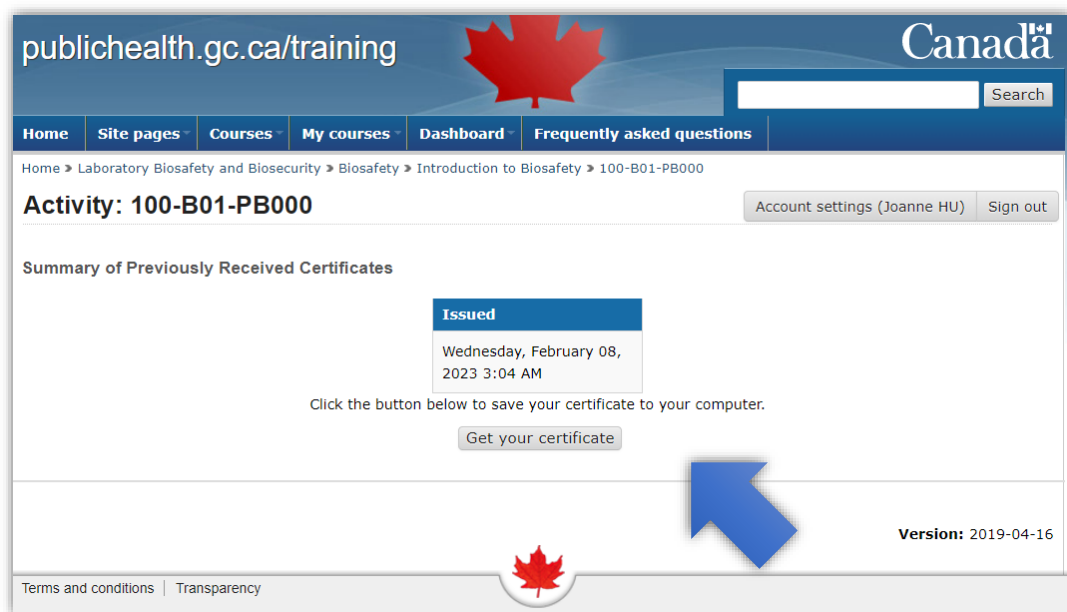 publichealth.gc.ca/training
Canada
Search
Home Site pages Courses My courses Dashboard Frequently asked questions
Home » Laboratory Biosafety and Biosecurity » Biosafety » Introduction to Biosafety » 100-B01-PB000
Activity: 100-B01-PB000
Account settings (Joanne HU) Sign out
Summary of Previously Received Certificates
Issued
Wednesday, February 08,
2023 3:04 AM
Click the button below to save your certificate to your computer.
Get your certificate
Version: 2019-04-16
Terms and conditions | Transparency